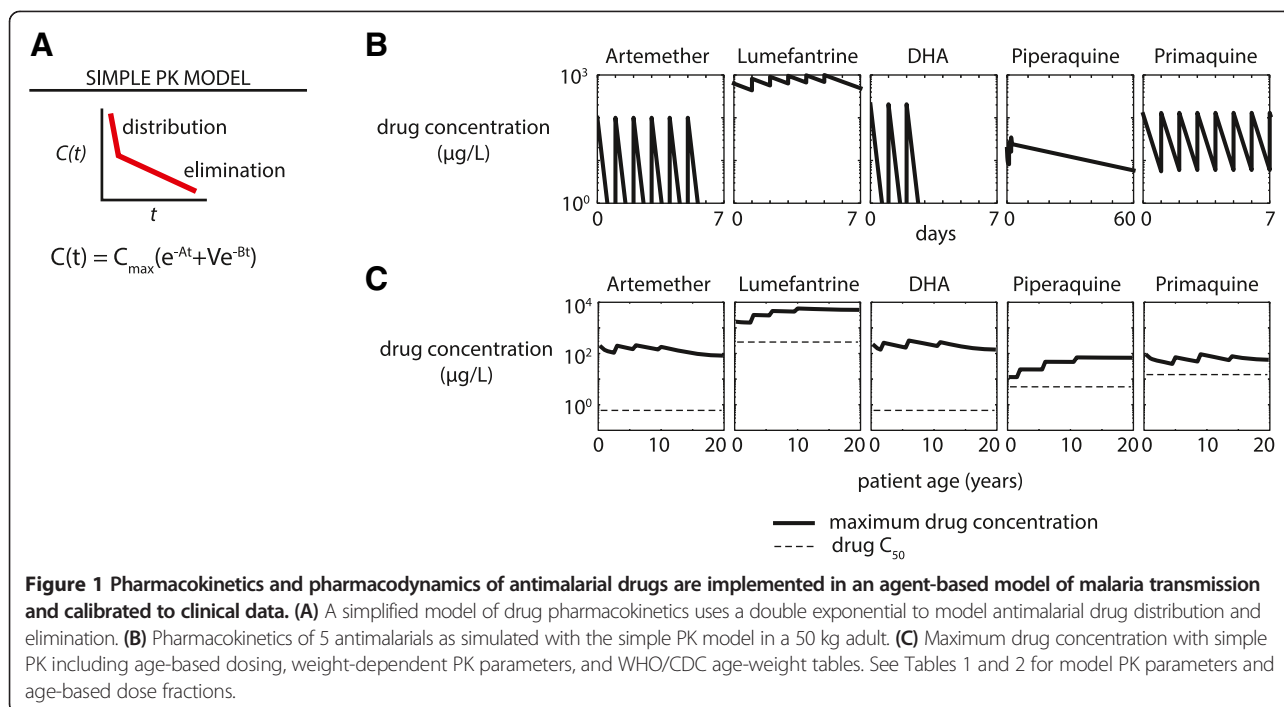 A
SIMPLE PK MODEL
C(t)
distribution
elimination
t
C(t) = Cmax(e-At+Ve-Bt)
B
Artemether Lumefantrine DHA Piperaquine Primaquine
drug concentration
(µg/L)
10³
10⁰
0 7 0 7 0 7 0 60 0 7
days
C
Artemether Lumefantrine DHA Piperaquine Primaquine
drug concentration
(µg/L)
10⁴
10²
10⁰
0 10 20 0 10 20 0 10 20 0 10 20 0 10 20
patient age (years)
maximum drug concentration
drug C50
Figure 1 Pharmacokinetics and pharmacodynamics of antimalarial drugs are implemented in an agent-based model of malaria transmission
and calibrated to clinical data. (A) A simplified model of drug pharmacokinetics uses a double exponential to model antimalarial drug distribution and
elimination. (B) Pharmacokinetics of 5 antimalarials as simulated with the simple PK model in a 50 kg adult. (C) Maximum drug concentration with simple
PK including age-based dosing, weight-dependent PK parameters, and WHO/CDC age-weight tables. See Tables 1 and 2 for model PK parameters and
age-based dose fractions.